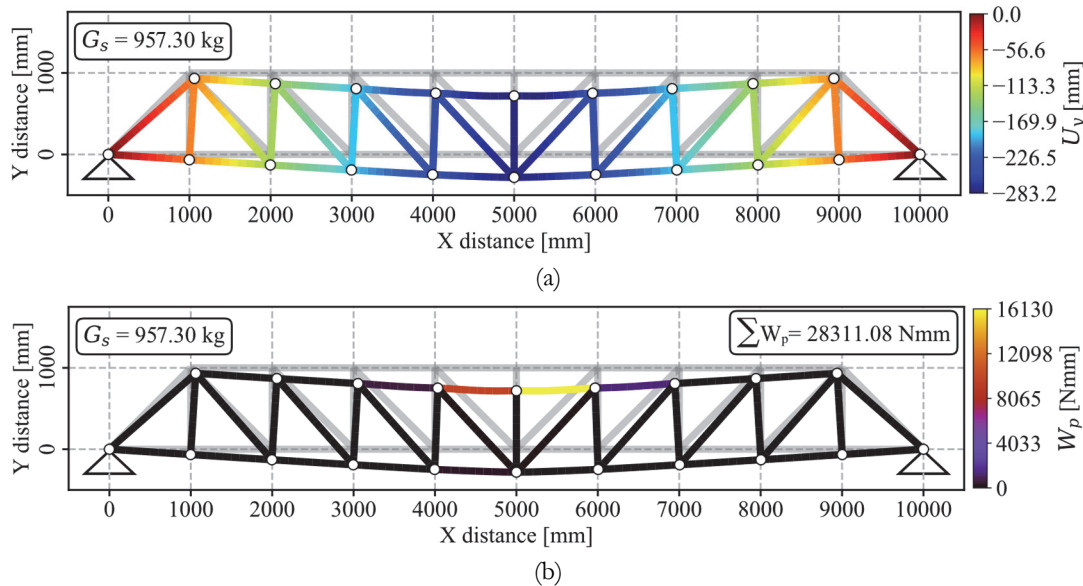 G_s = 957.30 kg
Y distance [mm]
1000
0
0 1000 2000 3000 4000 5000 6000 7000 8000 9000 10000
X distance [mm]
0.0
−56.6
−113.3
−169.9
−226.5
−283.2
U_v [mm]
(a)
G_s = 957.30 kg
∑W_p= 28311.08 Nmm
Y distance [mm]
1000
0
0 1000 2000 3000 4000 5000 6000 7000 8000 9000 10000
X distance [mm]
16130
12098
8065
4033
0
W_p [Nmm]
(b)